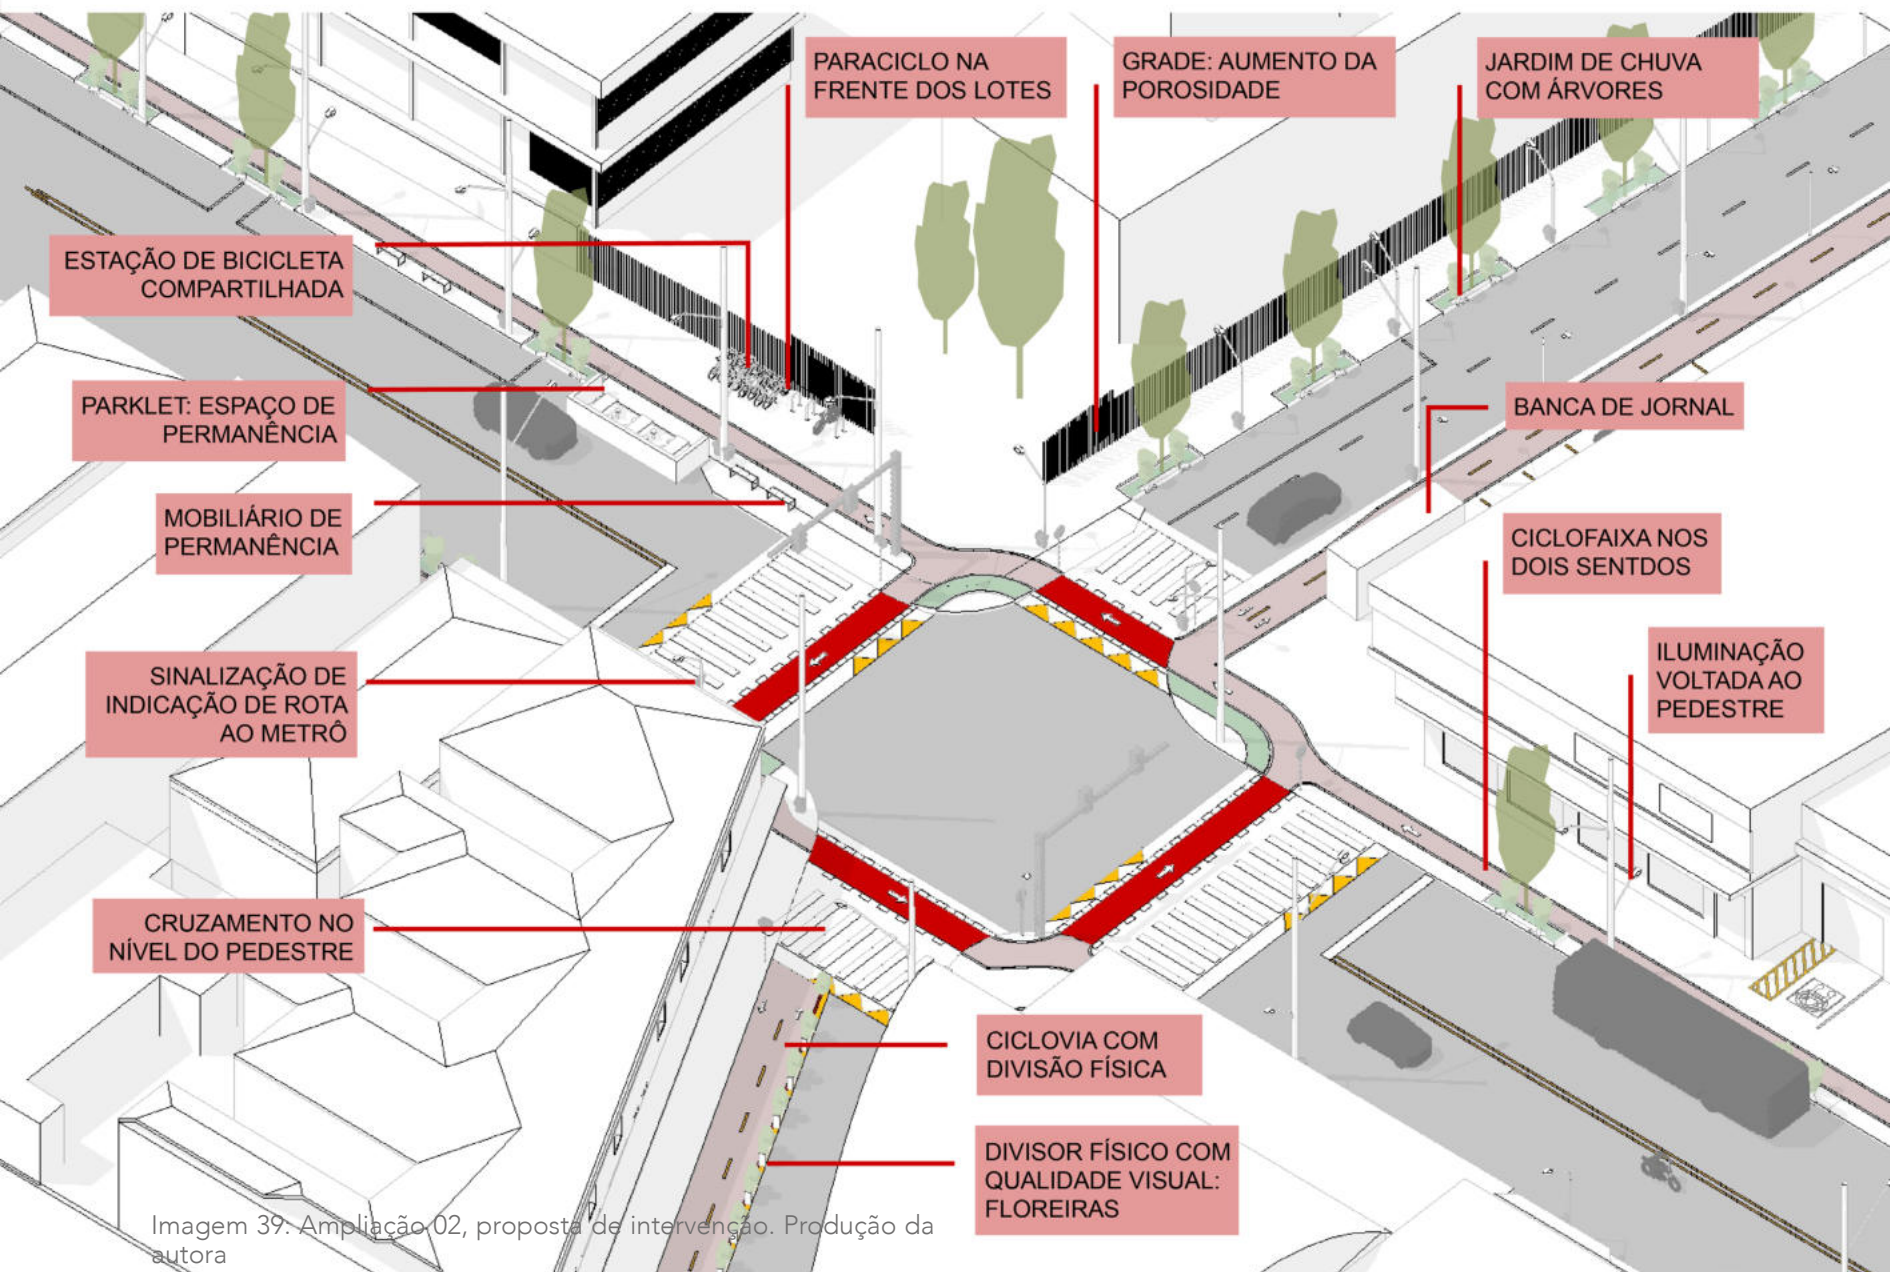 PARACICLO NA
FRENTE DOS LOTES
GRADE: AUMENTO DA
POROSIDADE
JARDIM DE CHUVA
COM ÁRVORES
ESTAÇÃO DE BICICLETA
COMPARTILHADA
PARKLET: ESPAÇO DE
PERMANÊNCIA
BANCA DE JORNAL
MOBILIÁRIO DE
PERMANÊNCIA
CICLOFAIXA NOS
DOIS SENTDOS
ILUMINAÇÃO
VOLTADA AO
PEDESTRE
SINALIZAÇÃO DE
INDICAÇÃO DE ROTA
AO METRÔ
CRUZAMENTO NO
NÍVEL DO PEDESTRE
CICLOVIA COM
DIVISÃO FÍSICA
DIVISOR FÍSICO COM
QUALIDADE VISUAL:
FLOREIRAS
Imagem 39: Ampliação 02, proposta de intervenção. Produção da
autora